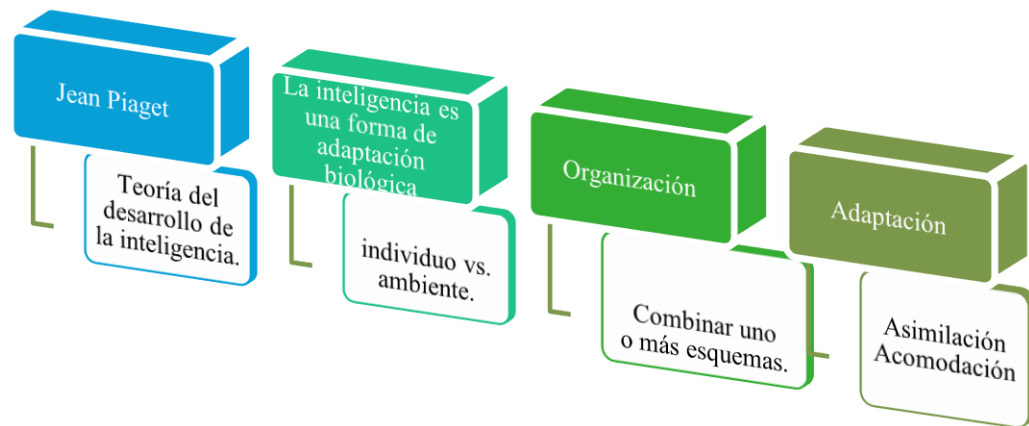 Jean Piaget
Teoría del
desarrollo de
la inteligencia.
La inteligencia es
una forma de
adaptación
biológica
individuo vs.
ambiente.
Organización
Combinar uno
o más esquemas.
Adaptación
Asimilación
Acomodación